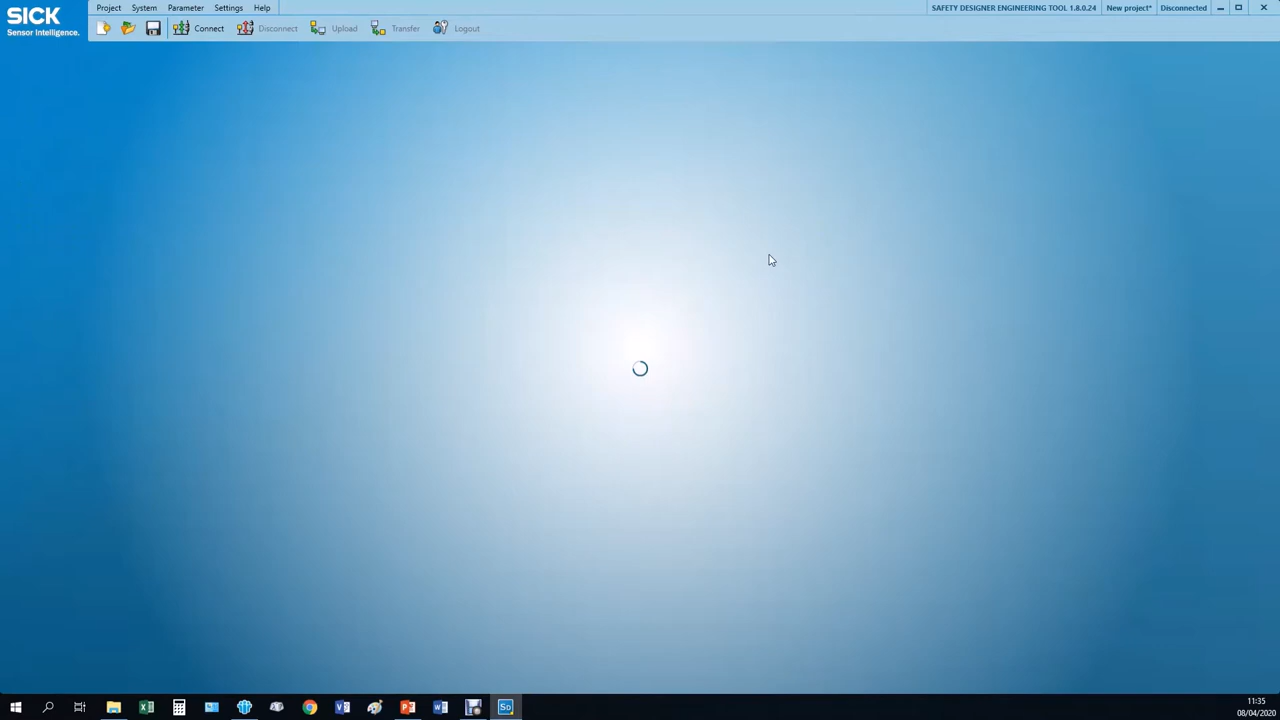 SICK
Sensor Intelligence.
Project System Parameter Settings Help
SAFETY DESIGNER ENGINEERING TOOL 1.8.0.24 New project* Disconnected
Connect Disconnect Upload Transfer Logout
SD
11:35
08/04/2020